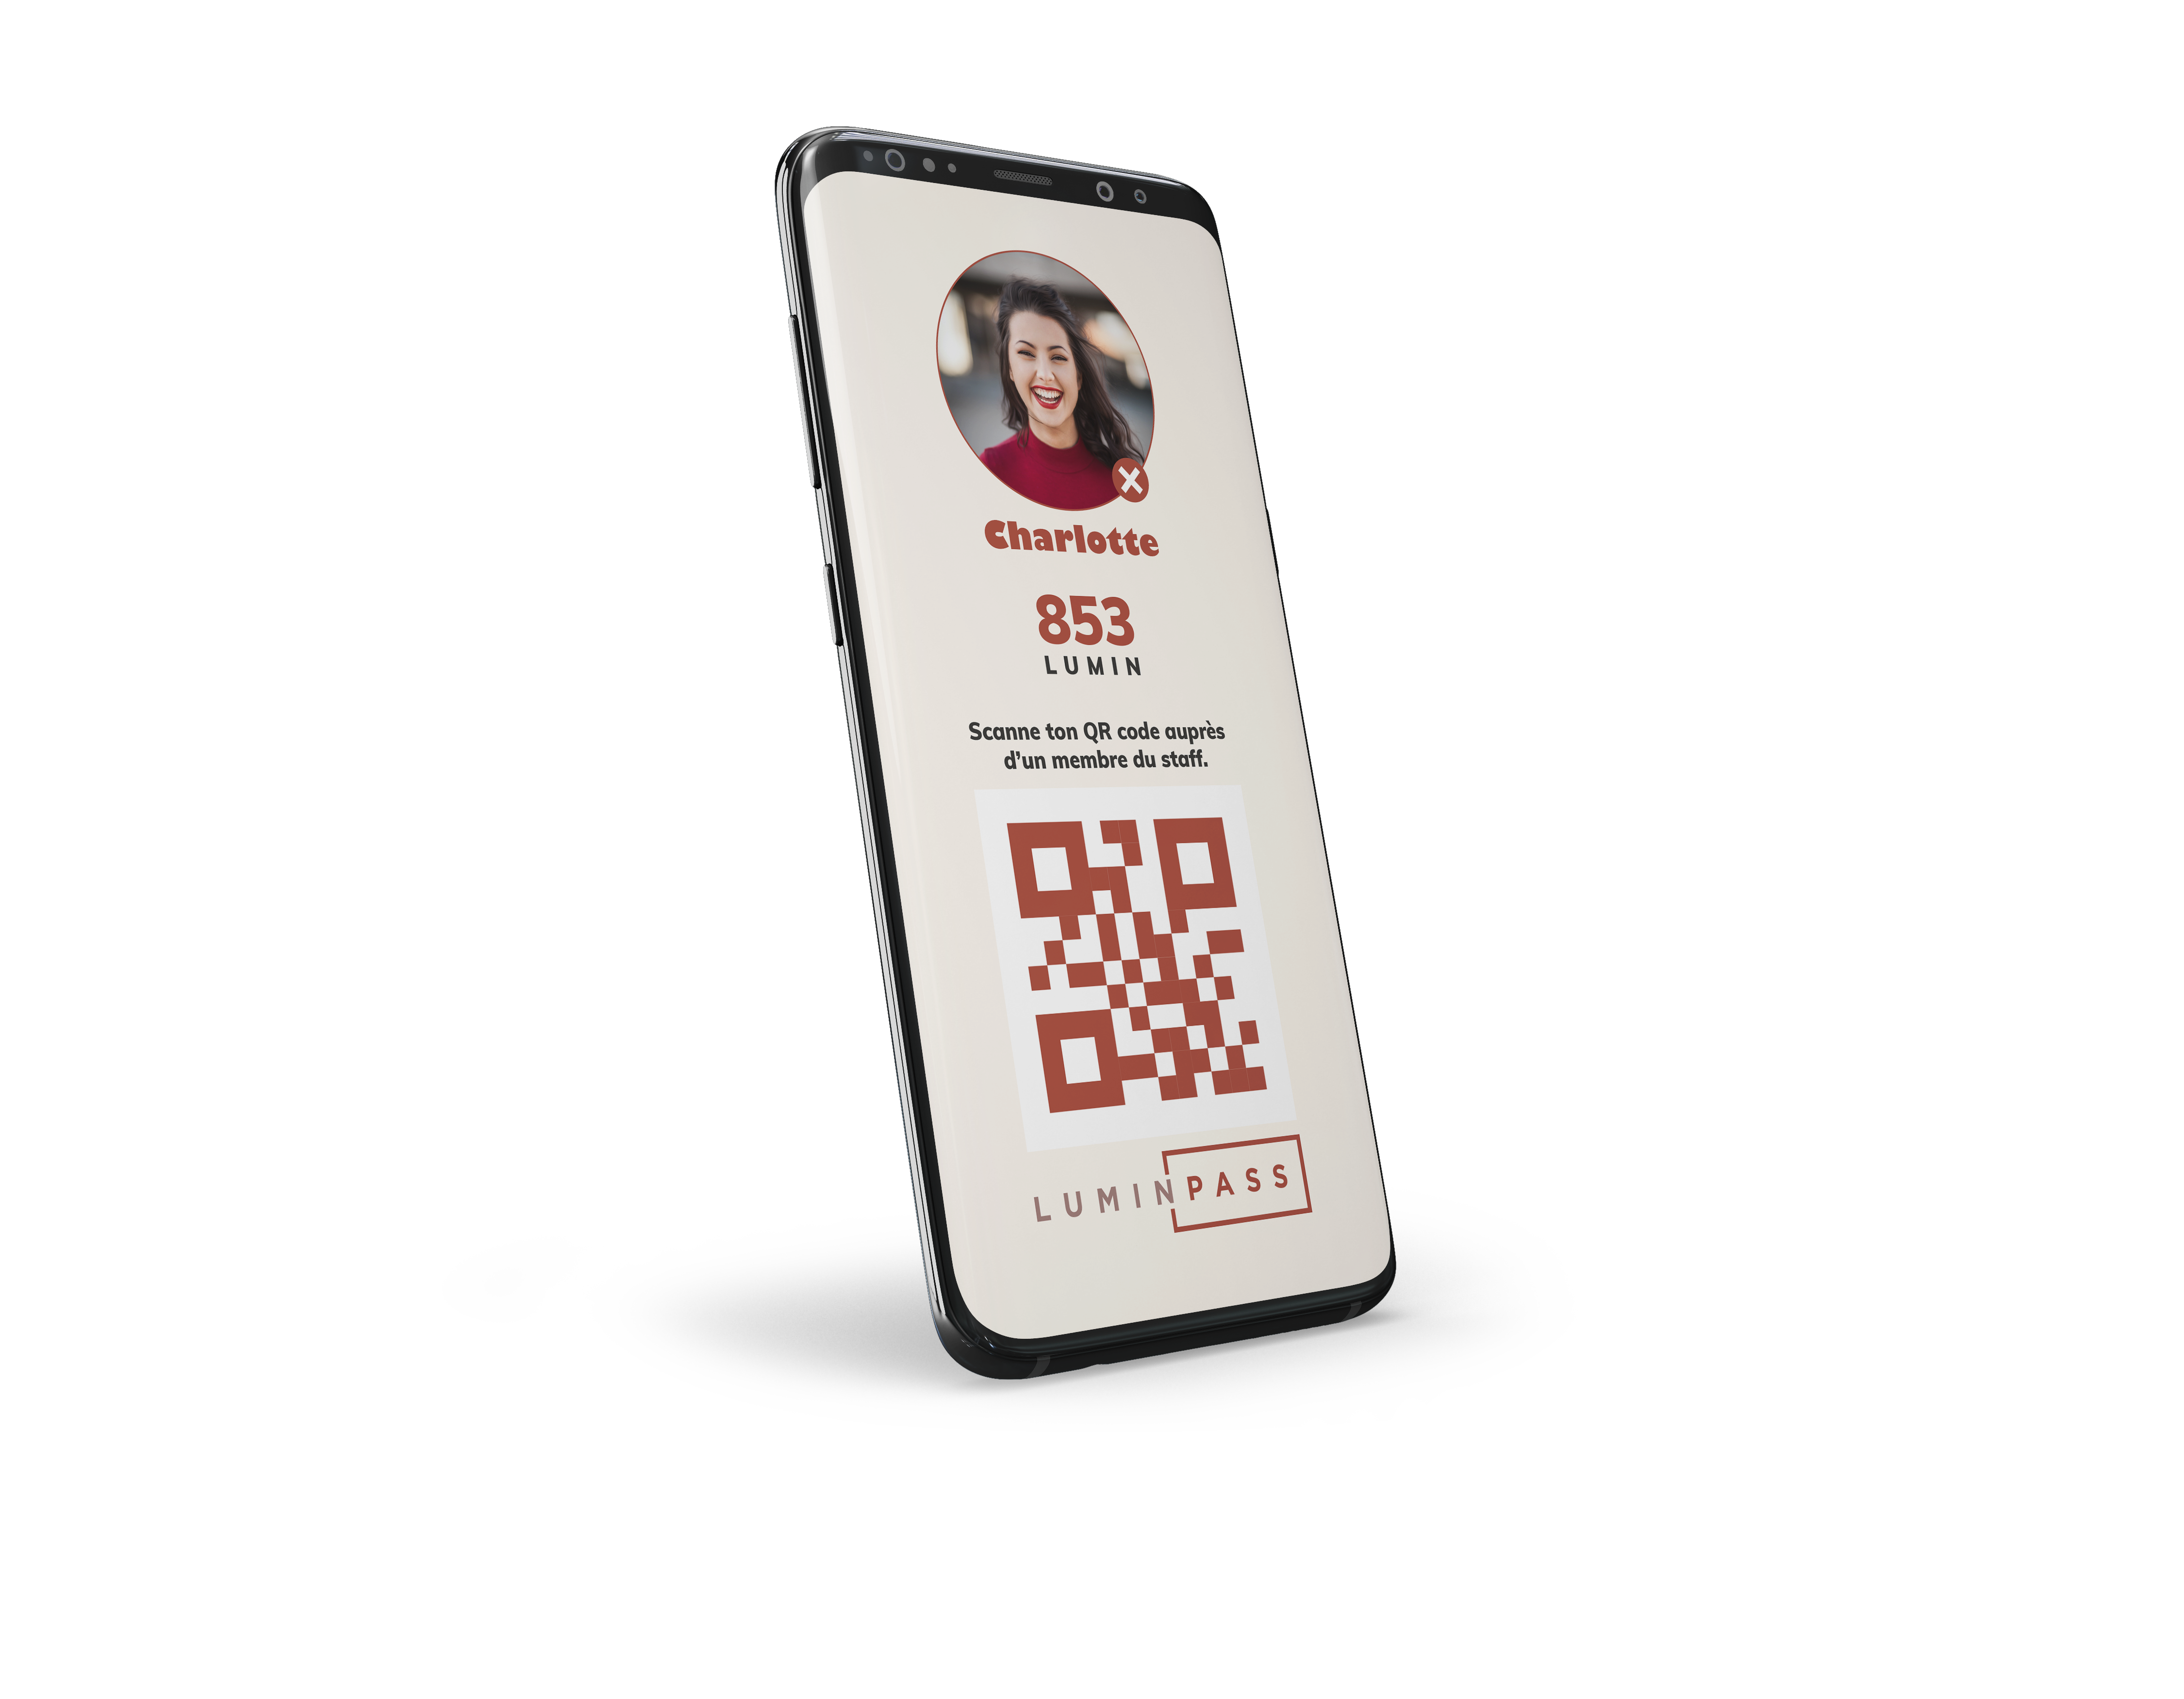 Charlotte
853
LUMIN
Scanne ton QR code auprès
d'un membre du staff.
LUMINPASS